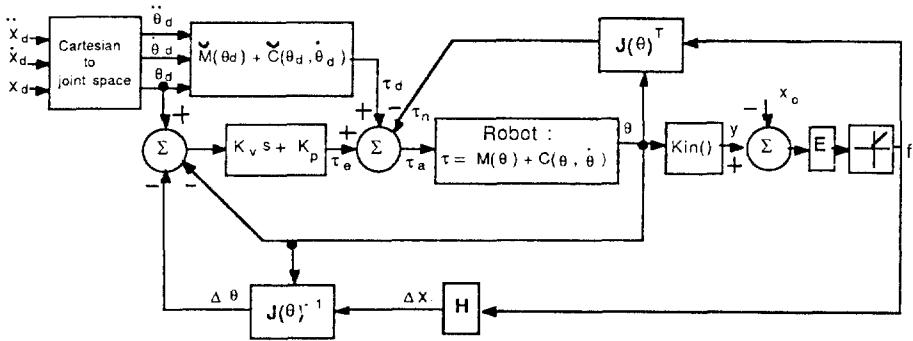 Ẍd
Ẋd
Xd
Cartesian
to
joint space
θ̈ d
θ̇ d
θd
M̆(θd) + C̆(θd, θ̇d)
τd
+
+
−
τn
J(θ)ᵀ
Σ
−
−
Kv s + Kp
+
τe
Σ
τa
Robot :
τ = M(θ) + C(θ, θ̇)
θ
Kin()
y
+
−
Xo
Σ
E
f
Δ θ
J(θ)⁻¹
ΔX
H